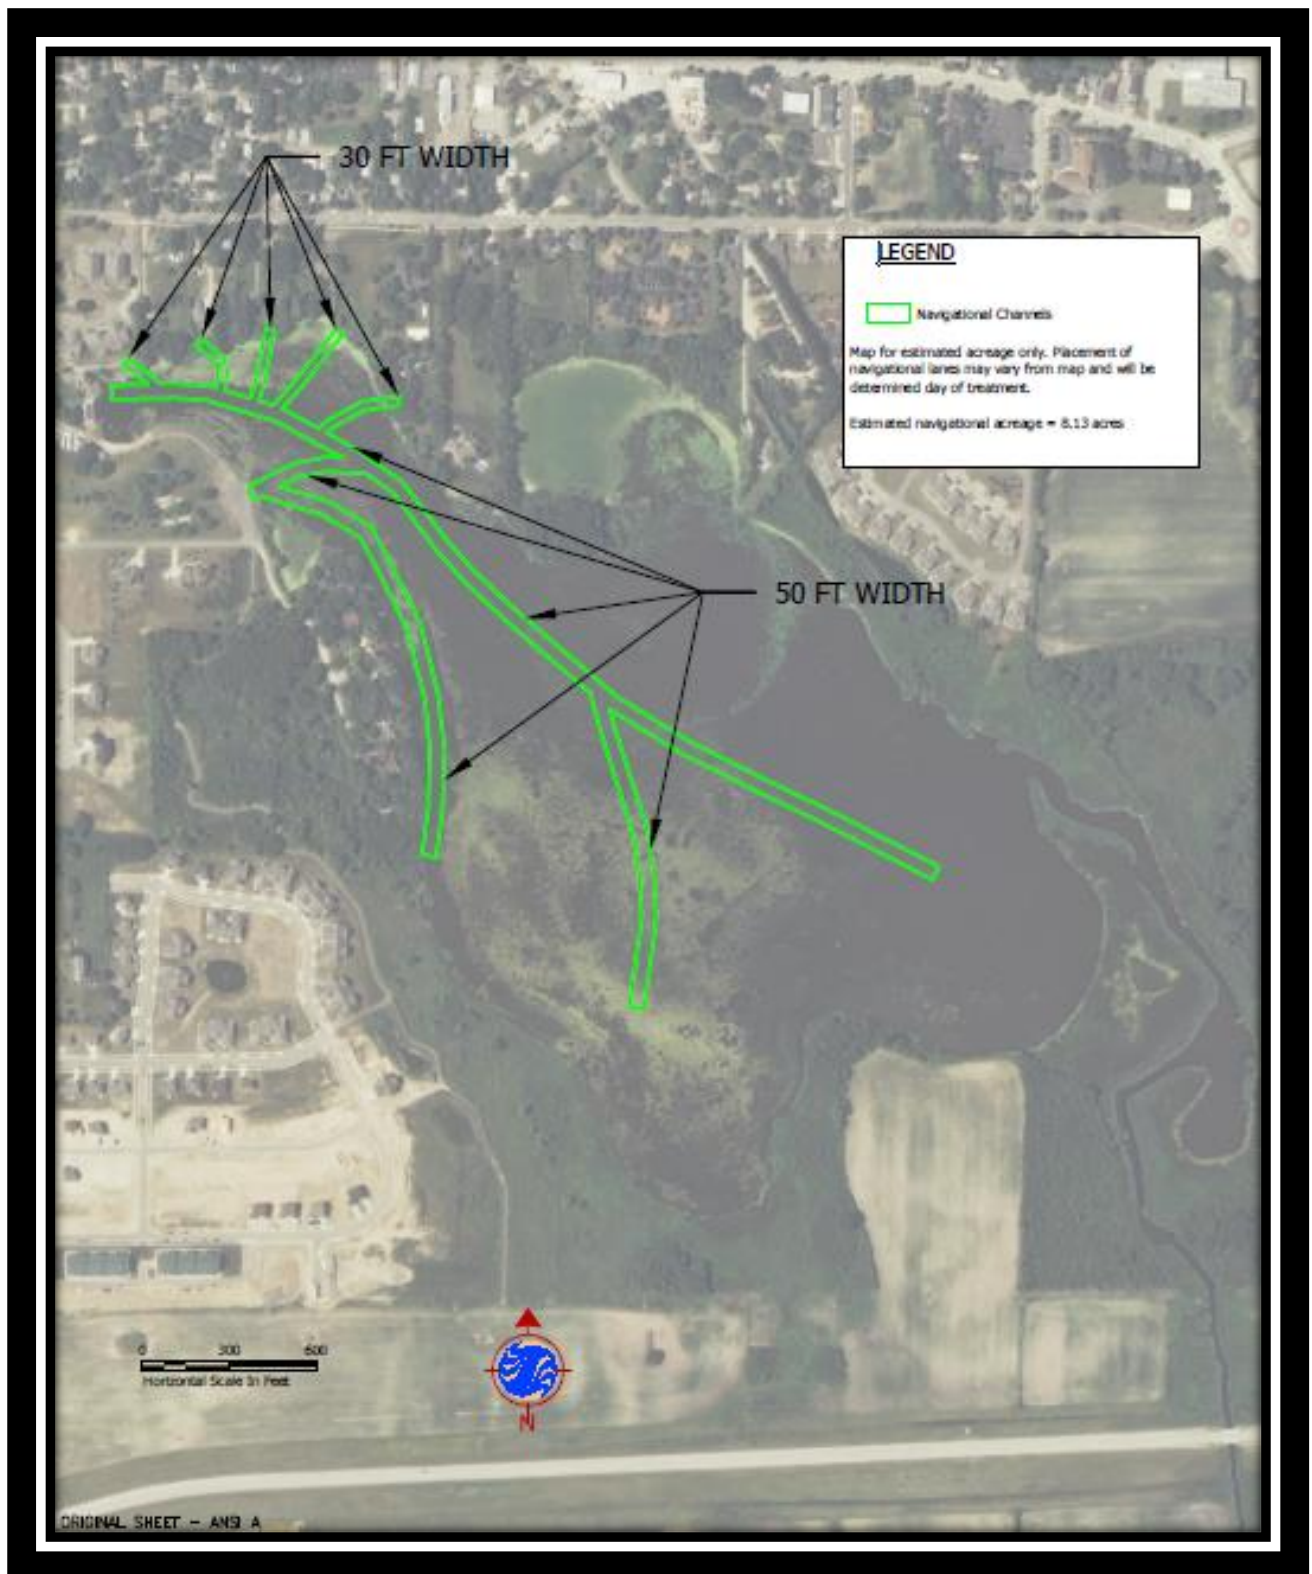 30 FT WIDTH
LEGEND
Navigational Channels
Map for estimated acreage only. Placement of
navigational lanes may vary from map and will be
determined day of treatment.
Estimated navigational acreage = 8.13 acres
50 FT WIDTH
0 300 600
Horizontal Scale In Feet
N
ORIGINAL SHEET - ANSI A